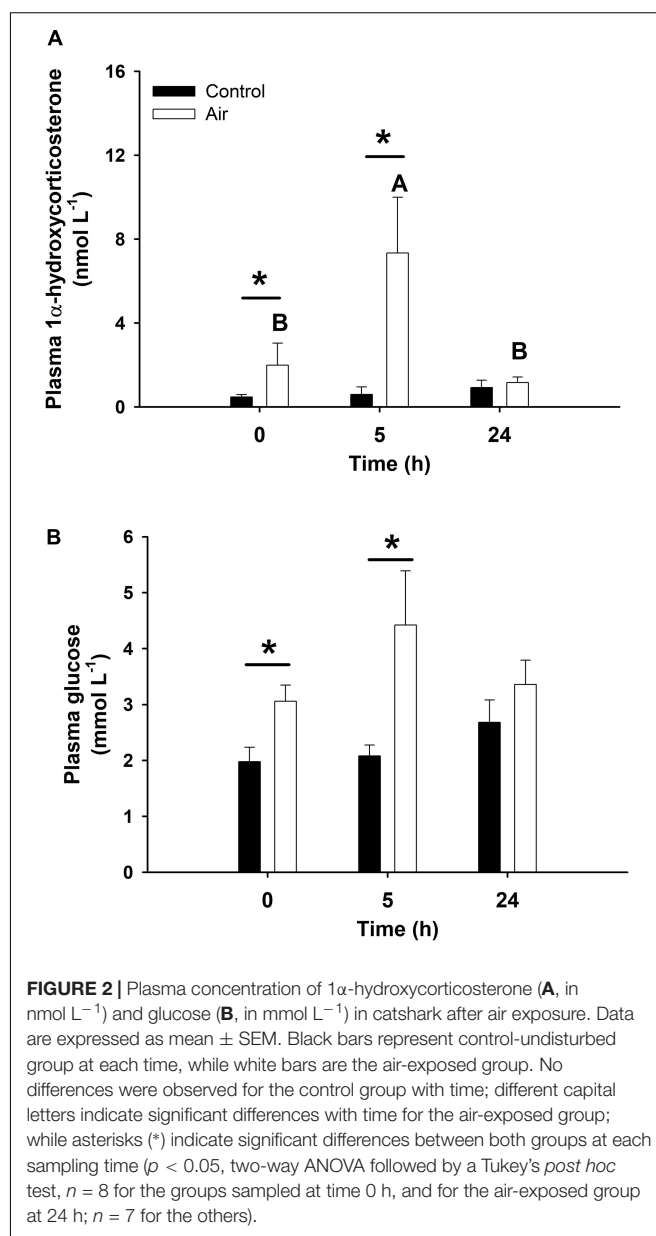 A
Plasma 1α-hydroxycorticosterone
(nmol L⁻¹)
16
12
8
4
0
Control
Air
*
B
*
A
B
0 5 24
Time (h)
B
Plasma glucose
(mmol L⁻¹)
6
5
4
3
2
1
0
*
*
0 5 24
Time (h)
FIGURE 2 | Plasma concentration of 1α-hydroxycorticosterone (A, in
nmol L⁻¹) and glucose (B, in mmol L⁻¹) in catshark after air exposure. Data
are expressed as mean ± SEM. Black bars represent control-undisturbed
group at each time, while white bars are the air-exposed group. No
differences were observed for the control group with time; different capital
letters indicate significant differences with time for the air-exposed group;
while asterisks (*) indicate significant differences between both groups at each
sampling time (p < 0.05, two-way ANOVA followed by a Tukey's post hoc
test, n = 8 for the groups sampled at time 0 h, and for the air-exposed group
at 24 h; n = 7 for the others).